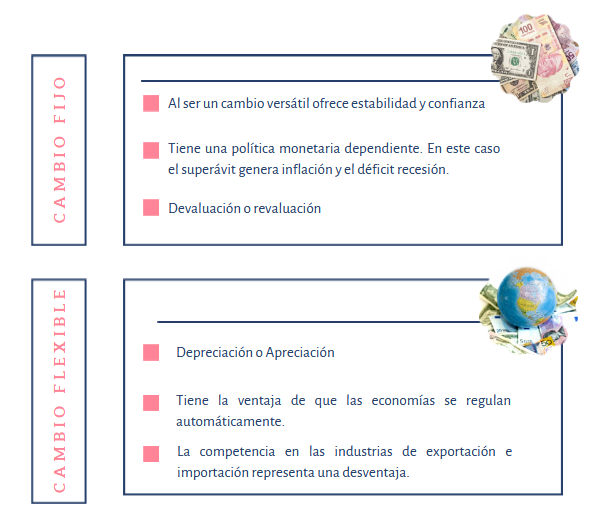 CAMBIO FIJO
Al ser un cambio versátil ofrece estabilidad y confianza
Tiene una política monetaria dependiente. En este caso
el superávit genera inflación y el déficit recesión.
Devaluación o revaluación
CAMBIO FLEXIBLE
Depreciación o Apreciación
Tiene la ventaja de que las economías se regulan
automáticamente.
La competencia en las industrias de exportación e
importación representa una desventaja.